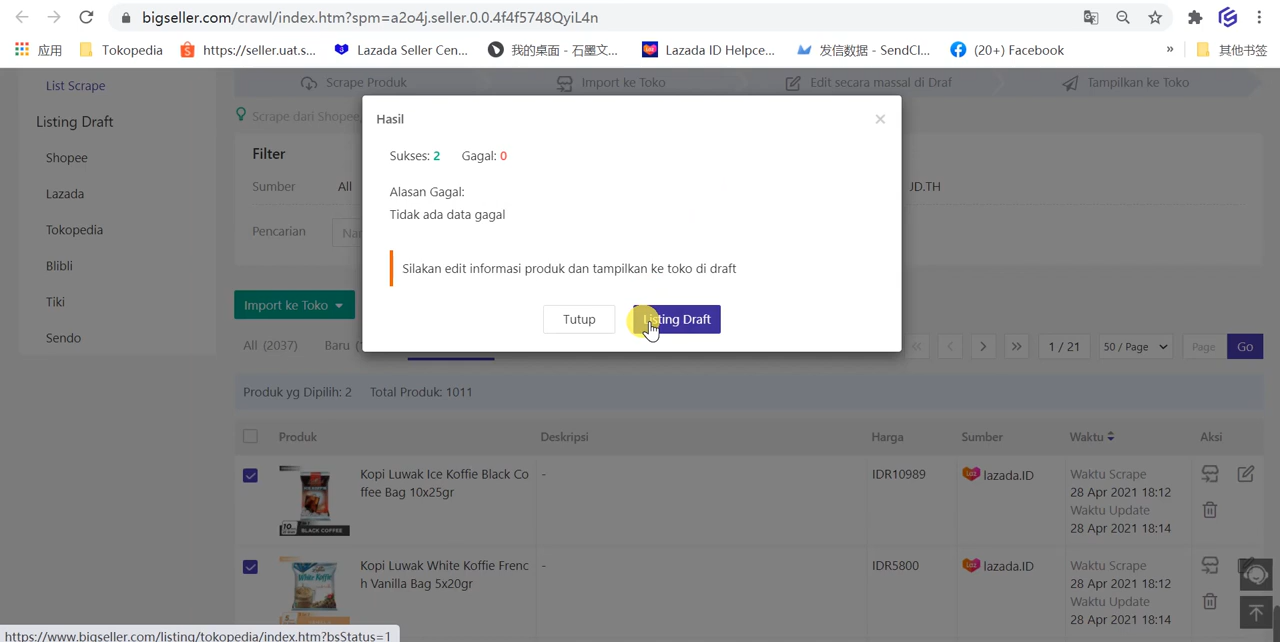 bigseller.com/crawl/index.htm?spm=a2o4j.seller.0.0.4f4f5748QyiL4n
应用 Tokopedia https://seller.uat.s... Lazada Seller Cen... 我的桌面 - 石墨文... Lazada ID Helpce... 发信数据 - SendCl... (20+) Facebook » 其他书签
List Scrape
Scrape Produk Import ke Toko Edit secara massal di Draf Tampilkan ke Toko
Listing Draft
Scrape dari Shopee,
Hasil
Filter
Shopee
Sukses: 2 Gagal: 0
Sumber All JD.TH
Lazada
Alasan Gagal:
Tidak ada data gagal
Tokopedia
Pencarian Nam
Blibli
Silakan edit informasi produk dan tampilkan ke toko di draft
Tiki
Import ke Toko
Tutup Listing Draft
Sendo
All (2037) Baru (
1 / 21 50 / Page Page Go
Produk yg Dipilih: 2 Total Produk: 1011
Produk Deskripsi Harga Sumber Waktu Aksi
Kopi Luwak Ice Koffie Black Co
ffee Bag 10x25gr
-
IDR10989
lazada.ID
Waktu Scrape
28 Apr 2021 18:12
Waktu Update
28 Apr 2021 18:14
BLACK COFFEE
Kopi Luwak White Koffie Frenc
h Vanilla Bag 5x20gr
-
IDR5800
lazada.ID
Waktu Scrape
28 Apr 2021 18:12
Waktu Update
28 Apr 2021 18:14
White Koffie
https://www.bigseller.com/listing/tokopedia/index.htm?bsStatus=1